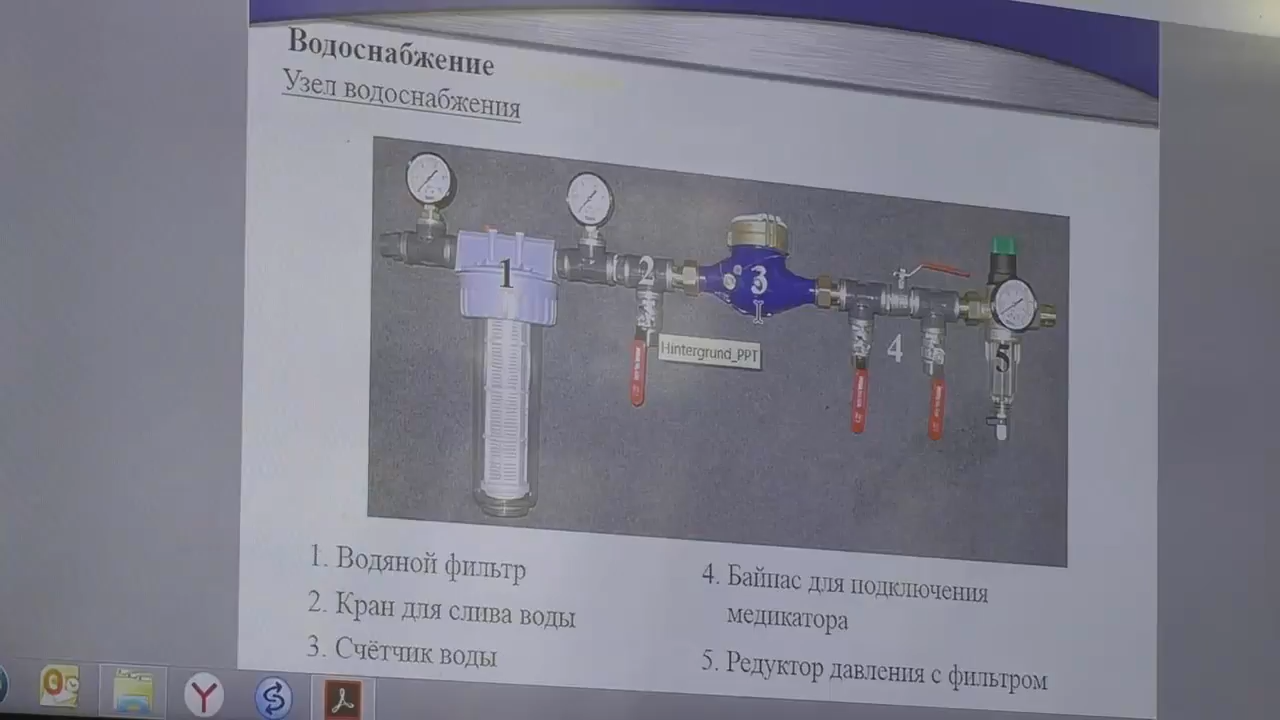 Водоснабжение
Узел водоснабжения
1
2
3
4
5
Hintergrund_PPT
1. Водяной фильтр
2. Кран для слива воды
3. Счётчик воды
4. Байпас для подключения
медикатора
5. Редуктор давления с фильтром